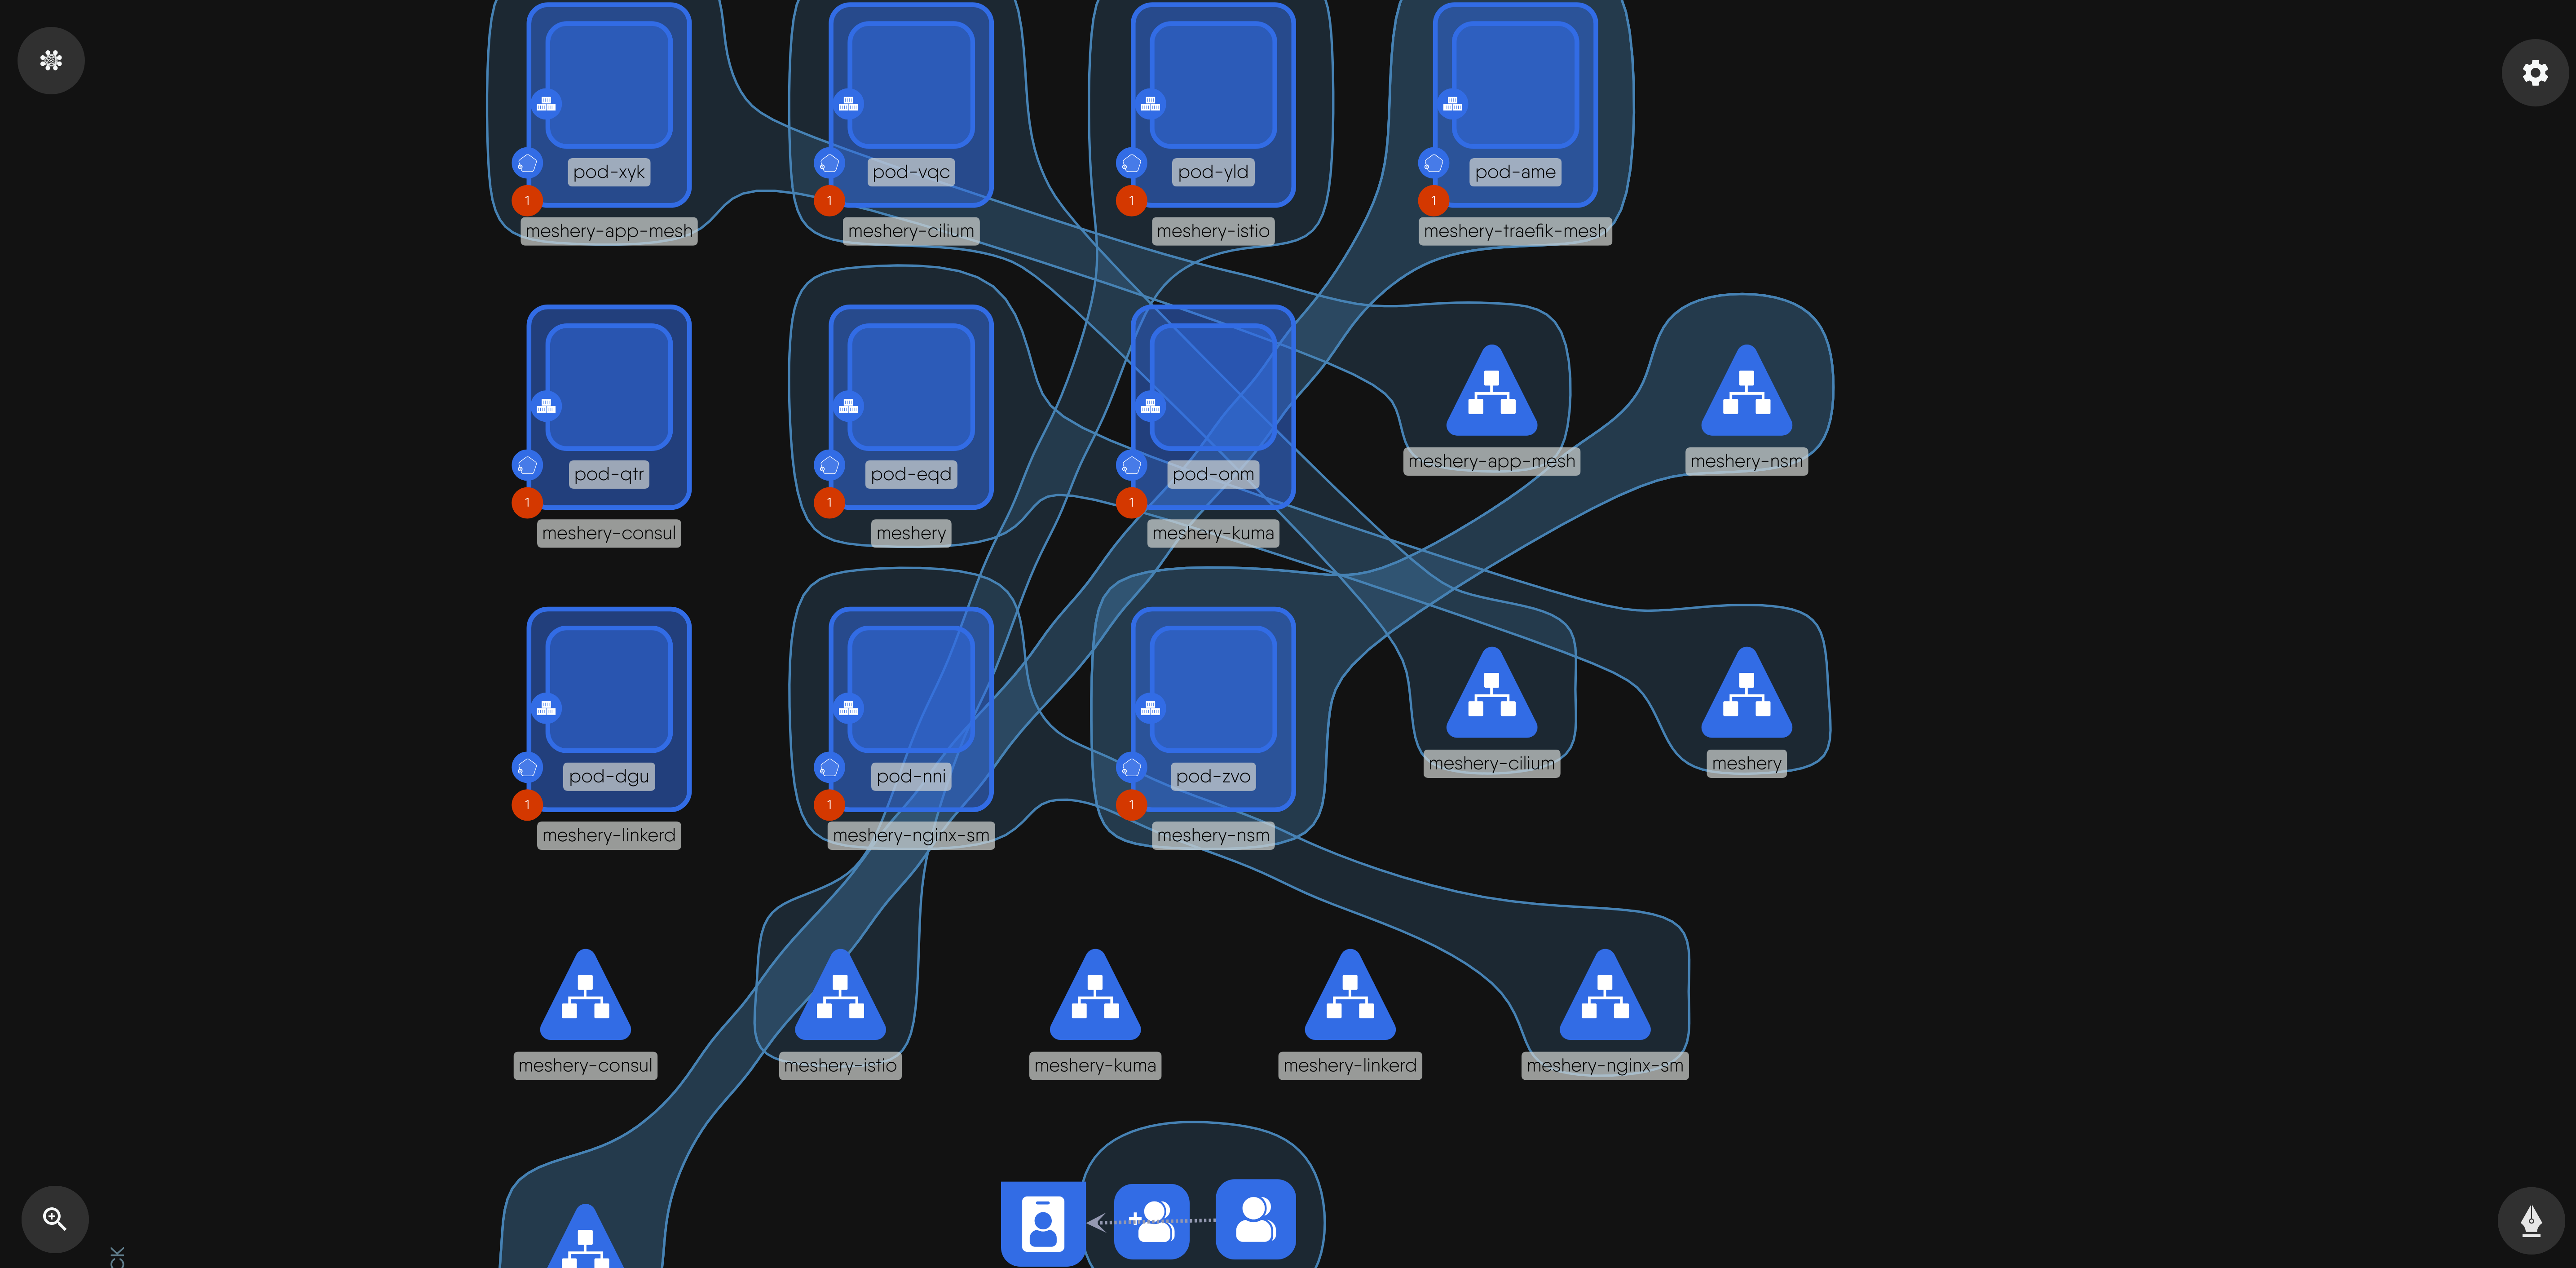 pod-xyk
pod-vqc
pod-yld
pod-ame
1
1
1
1
meshery-app-mesh
meshery-cilium
meshery-istio
meshery-traefik-mesh
pod-qtr
pod-eqd
pod-onm
meshery-app-mesh
meshery-nsm
1
1
1
meshery-consul
meshery
meshery-kuma
pod-dgu
pod-nni
pod-zvo
meshery-cilium
meshery
1
1
1
meshery-linkerd
meshery-nginx-sm
meshery-nsm
meshery-consul
meshery-istio
meshery-kuma
meshery-linkerd
meshery-nginx-sm
CK